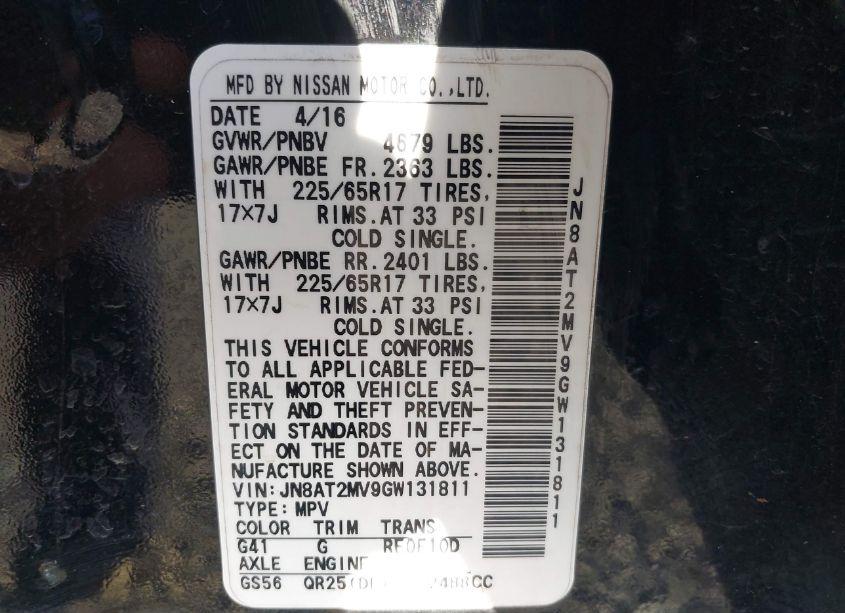 MFD BY NISSAN MOTOR CO.,LTD.
DATE 4/16
GVWR/PNBV 4679 LBS.
GAWR/PNBE FR. 2363 LBS.
WITH 225/65R17 TIRES,
17×7J RIMS. AT 33 PSI
COLD SINGLE.
GAWR/PNBE RR. 2401 LBS.
WITH 225/65R17 TIRES,
17×7J RIMS. AT 33 PSI
COLD SINGLE.
THIS VEHICLE CONFORMS
TO ALL APPLICABLE FED-
ERAL MOTOR VEHICLE SA-
FETY AND THEFT PREVEN-
TION STANDARDS IN EFF-
ECT ON THE DATE OF MA-
NUFACTURE SHOWN ABOVE.
VIN: JN8AT2MV9GW131811
TYPE: MPV
COLOR TRIM TRANS
G41 G RE0F10D
AXLE ENGINE
GS56 QR25(DE) 2488CC
JN8AT2MV9GW131811